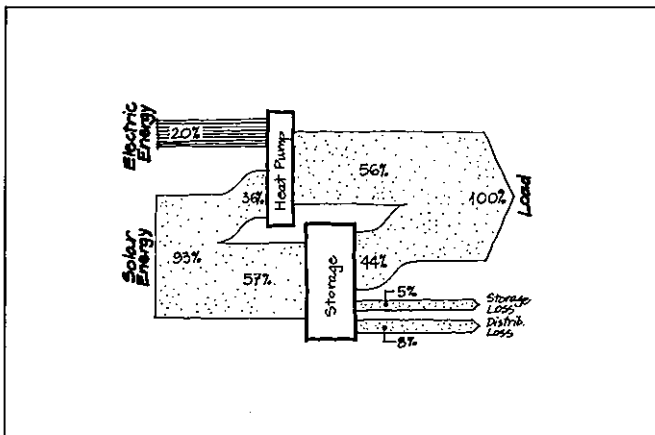 Electric
Energy
20%
Heat Pump
56%
36%
100%
Load
Solar
Energy
93%
57%
Storage
44%
5%
Storage
Loss
Distrib.
Loss
8%